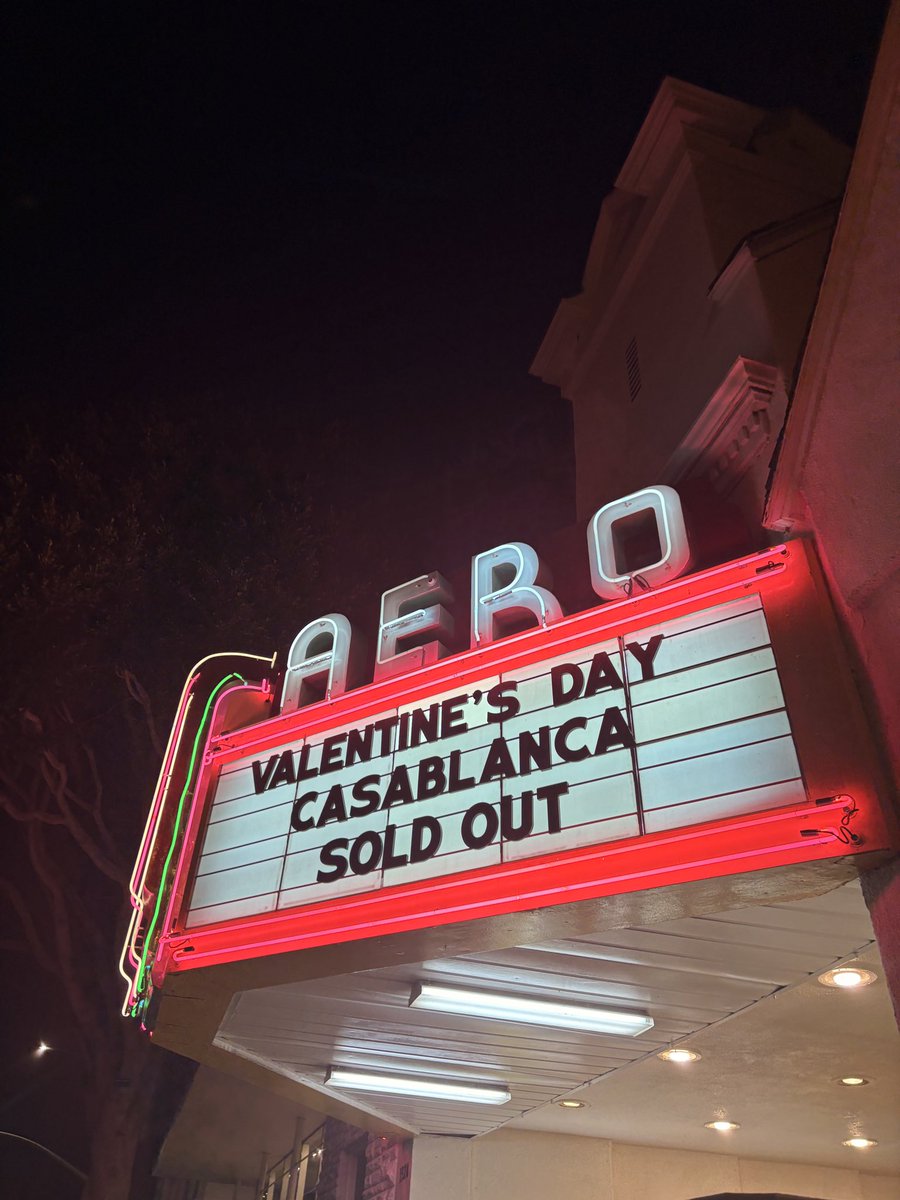 AERO
VALENTINE'S DAY
CASABLANCA
SOLD OUT